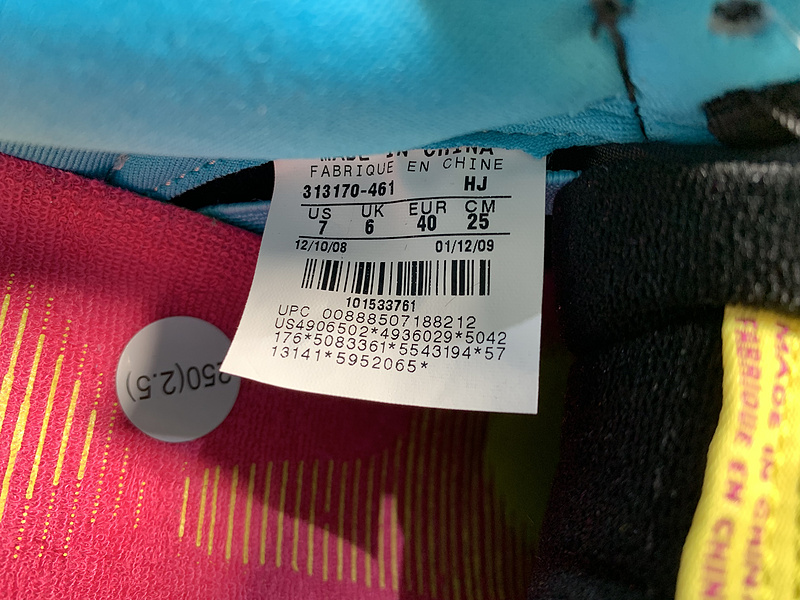 MADE IN CHINA
FABRIQUE EN CHINE
313170-461 HJ
US UK EUR CM
7 6 40 25
12/10/08 01/12/09
101533761
UPC 00888507188212
US4906502*4936029*5042
176*5083361*5543194*57
13141*5952065*
250(2.5)
MADE IN CHINA
FABRIQUE EN CHIN